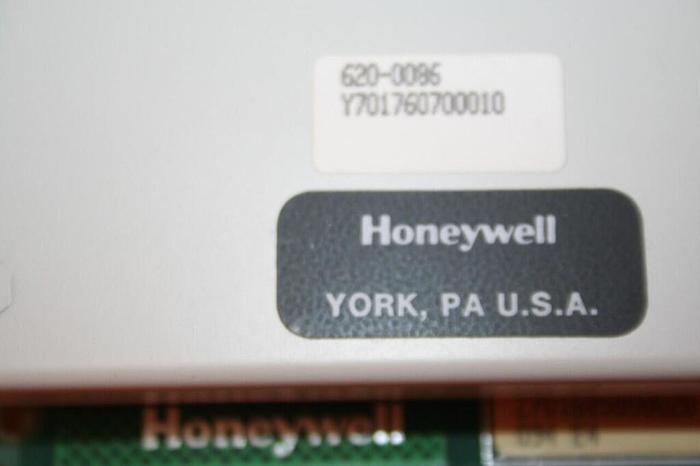 620-0086
Y701760700010
Honeywell
YORK, PA U.S.A.
Honeywell